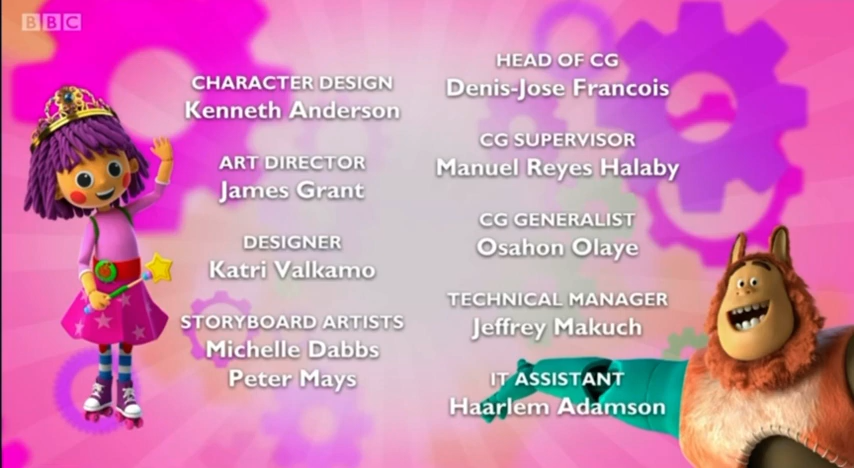 BBC
CHARACTER DESIGN
Kenneth Anderson
ART DIRECTOR
James Grant
DESIGNER
Katri Valkamo
STORYBOARD ARTISTS
Michelle Dabbs
Peter Mays
HEAD OF CG
Denis-Jose Francois
CG SUPERVISOR
Manuel Reyes Halaby
CG GENERALIST
Osahon Olaye
TECHNICAL MANAGER
Jeffrey Makuch
IT ASSISTANT
Haarlem Adamson